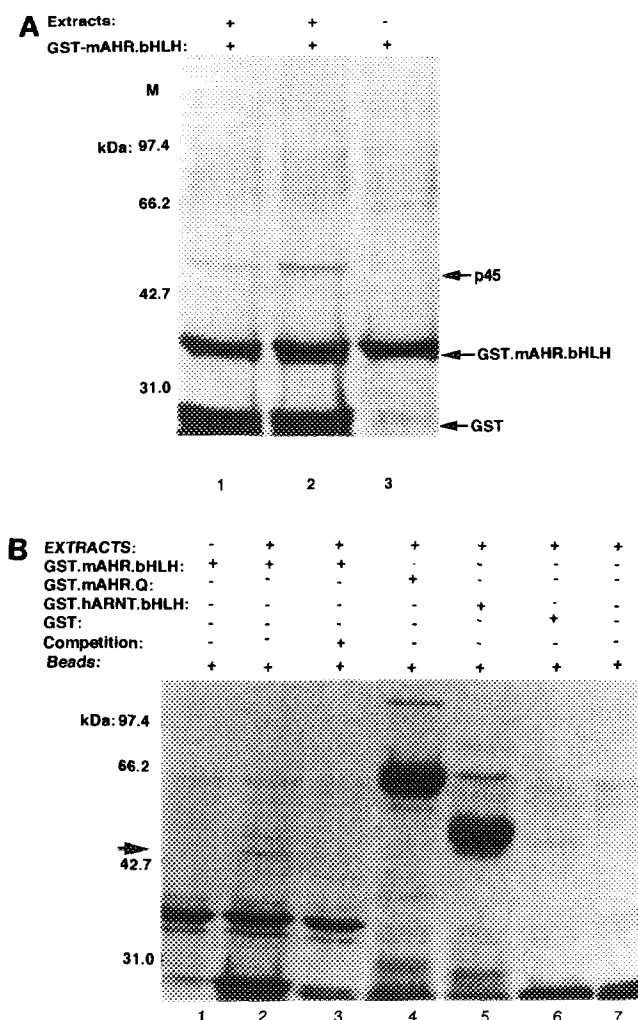 A
Extracts: + + -
GST-mAHR.bHLH: + + +
M
kDa: 97.4
66.2
p45
42.7
GST.mAHR.bHLH
31.0
GST
1 2 3
B
EXTRACTS: - + + + + + +
GST.mAHR.bHLH: + + + - - - -
GST.mAHR.Q: - - - + - - -
GST.hARNT.bHLH: - - - - + - -
GST: - - - - - + -
Competition: - - + - - - -
Beads: + + + + + + +
kDa: 97.4
66.2
42.7
31.0
1 2 3 4 5 6 7